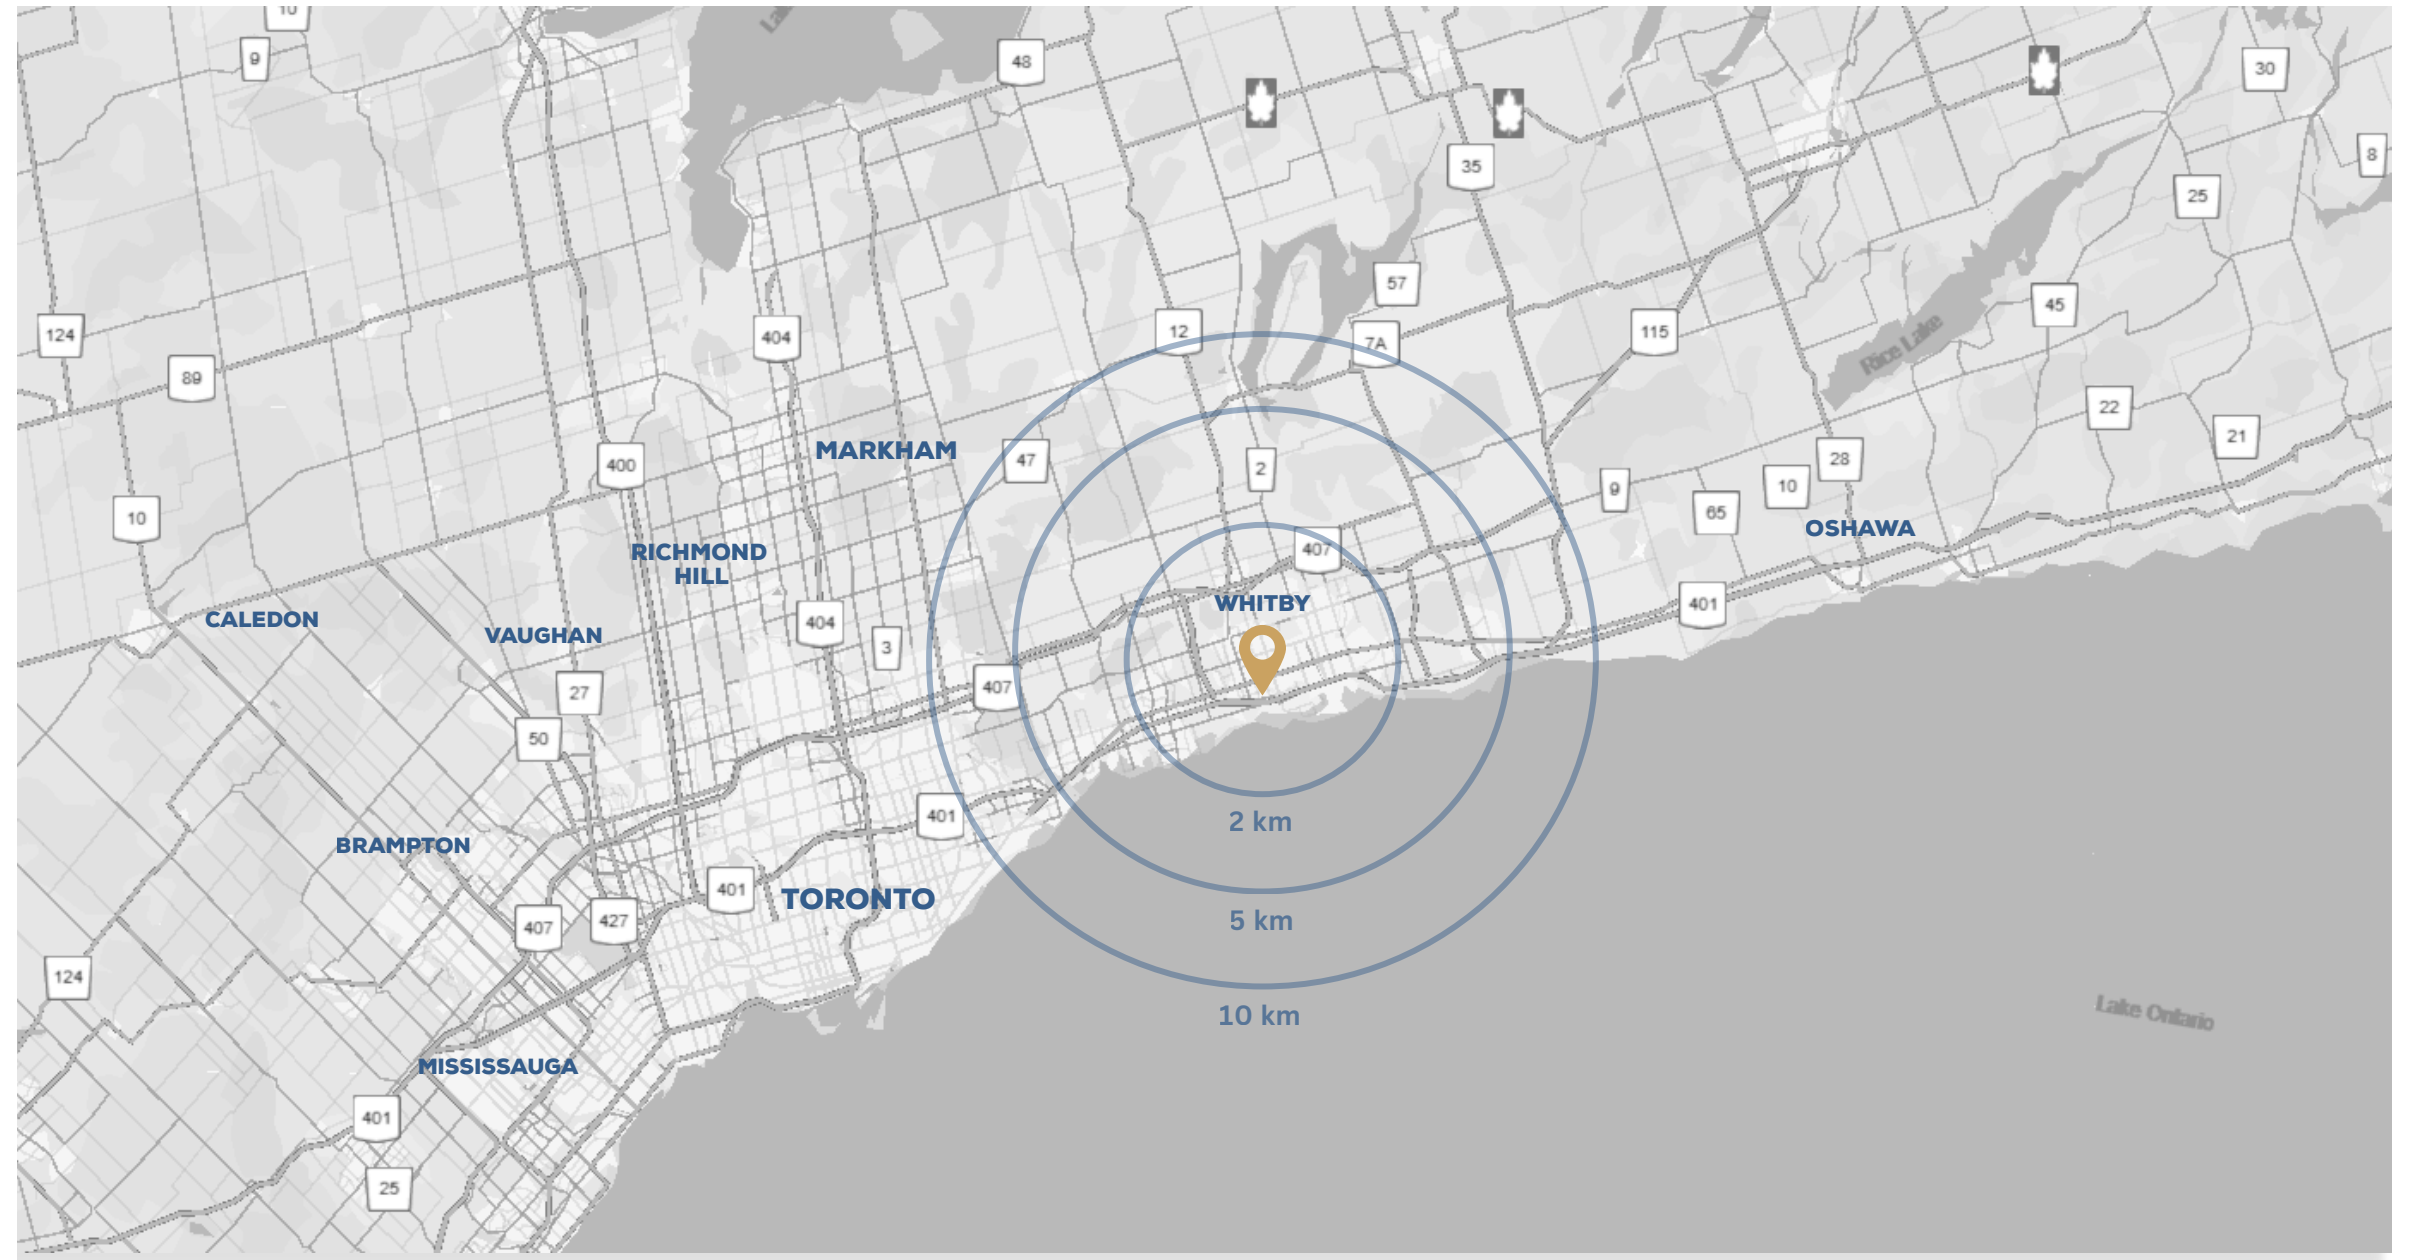 10
9
48
30
8
35
25
57
45
124
404
12
7A
115
Rice Lake
89
22
21
MARKHAM
47
400
2
28
9
10
65
10
OSHAWA
RICHMOND
HILL
407
WHITBY
401
CALEDON
VAUGHAN
404
3
27
407
50
401
2 km
BRAMPTON
401
TORONTO
407
427
5 km
124
10 km
Lake Ontario
MISSISSAUGA
401
25